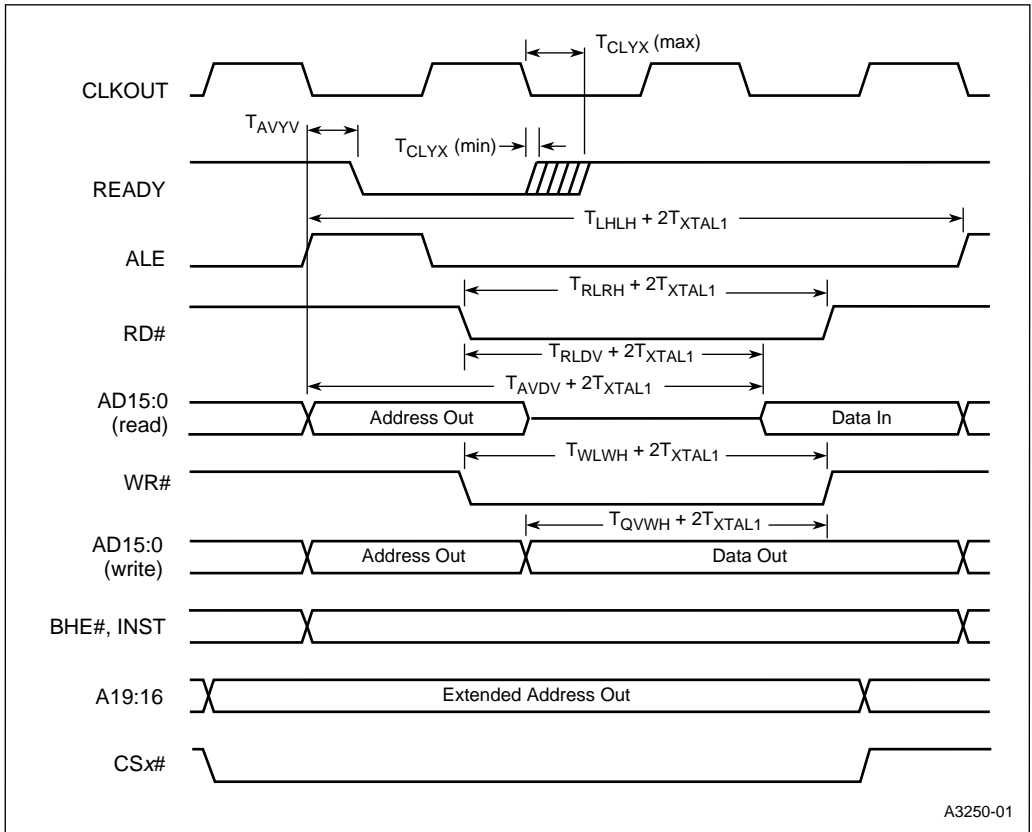 T_CLYX (max)
CLKOUT
T_AVYV
T_CLYX (min)
READY
T_LHLH + 2T_XTAL1
ALE
T_RLRH + 2T_XTAL1
RD#
T_RLDV + 2T_XTAL1
T_AVDV + 2T_XTAL1
AD15:0
(read)
Address Out
Data In
T_WLWH + 2T_XTAL1
WR#
T_QVWH + 2T_XTAL1
AD15:0
(write)
Address Out
Data Out
BHE#, INST
A19:16
Extended Address Out
CSx#
A3250-01